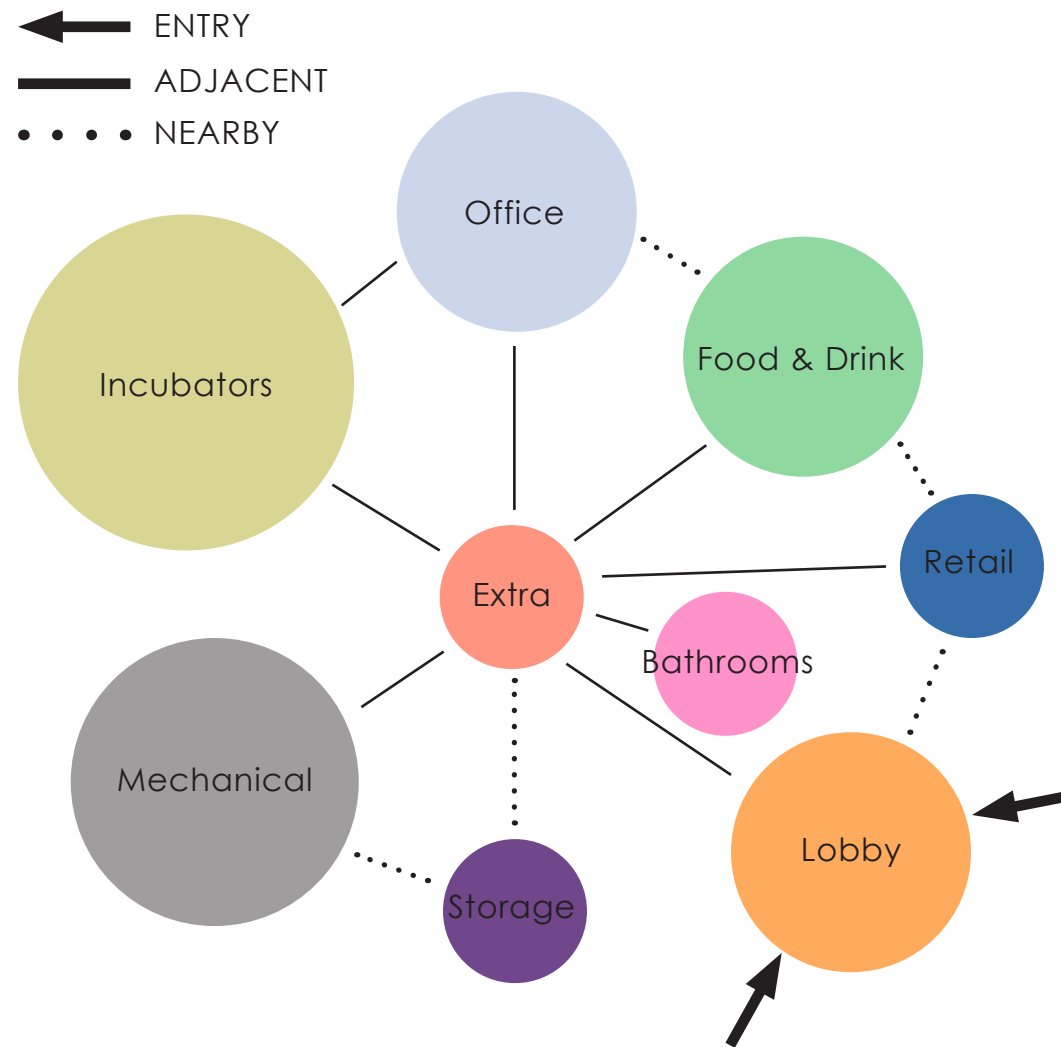 ENTRY
ADJACENT
NEARBY
Office
Food & Drink
Incubators
Retail
Extra
Bathrooms
Mechanical
Lobby
Storage